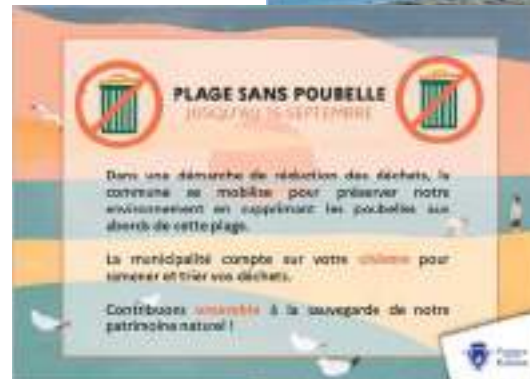 PLAGE SANS POUBELLE
JUSQU'AU 15 SEPTEMBRE
Dans une démarche de réduction des déchets, la
commune se mobilise pour préserver notre
environnement en supprimant les poubelles aux
abords de cette plage.
La municipalité compte sur votre civisme pour
ramener et trier vos déchets.
Contribuons ensemble à la sauvegarde de notre
patrimoine naturel !